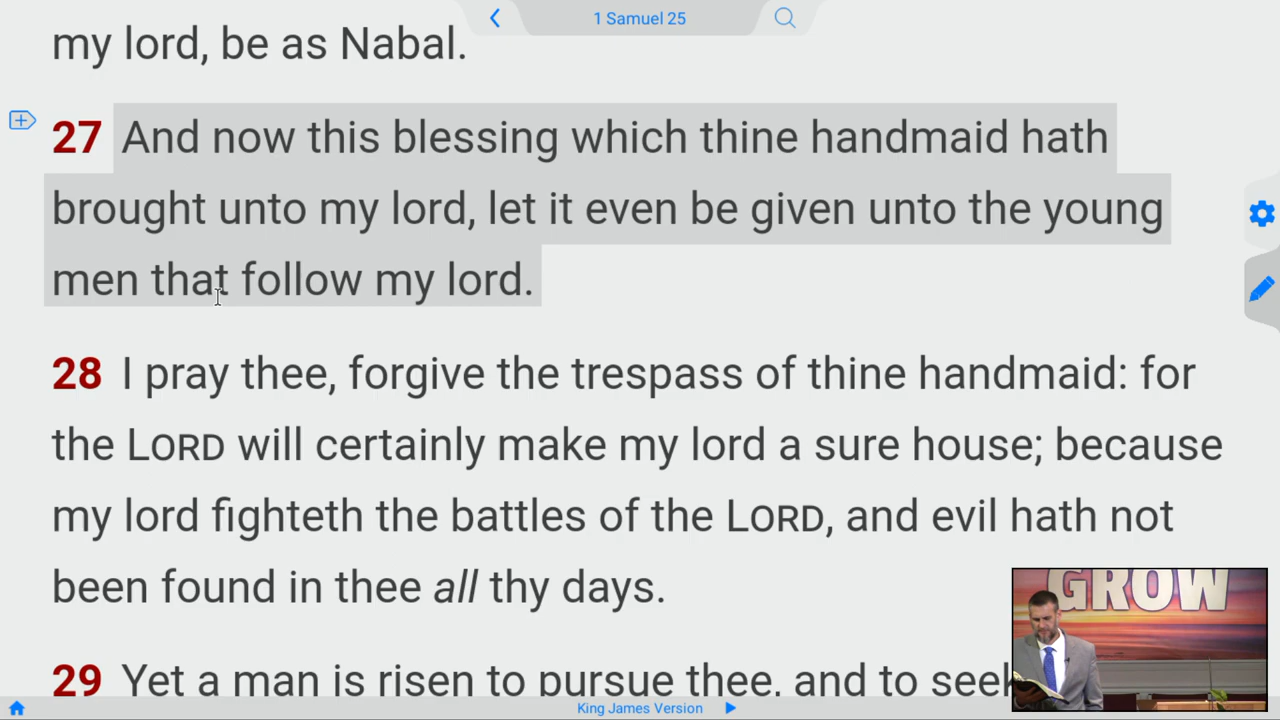 1 Samuel 25
my lord, be as Nabal.
27 And now this blessing which thine handmaid hath
brought unto my lord, let it even be given unto the young
men that follow my lord.
28 I pray thee, forgive the trespass of thine handmaid: for
the LORD will certainly make my lord a sure house; because
my lord fighteth the battles of the LORD, and evil hath not
been found in thee all thy days.
29 Yet a man is risen to pursue thee, and to seek
GROW
King James Version